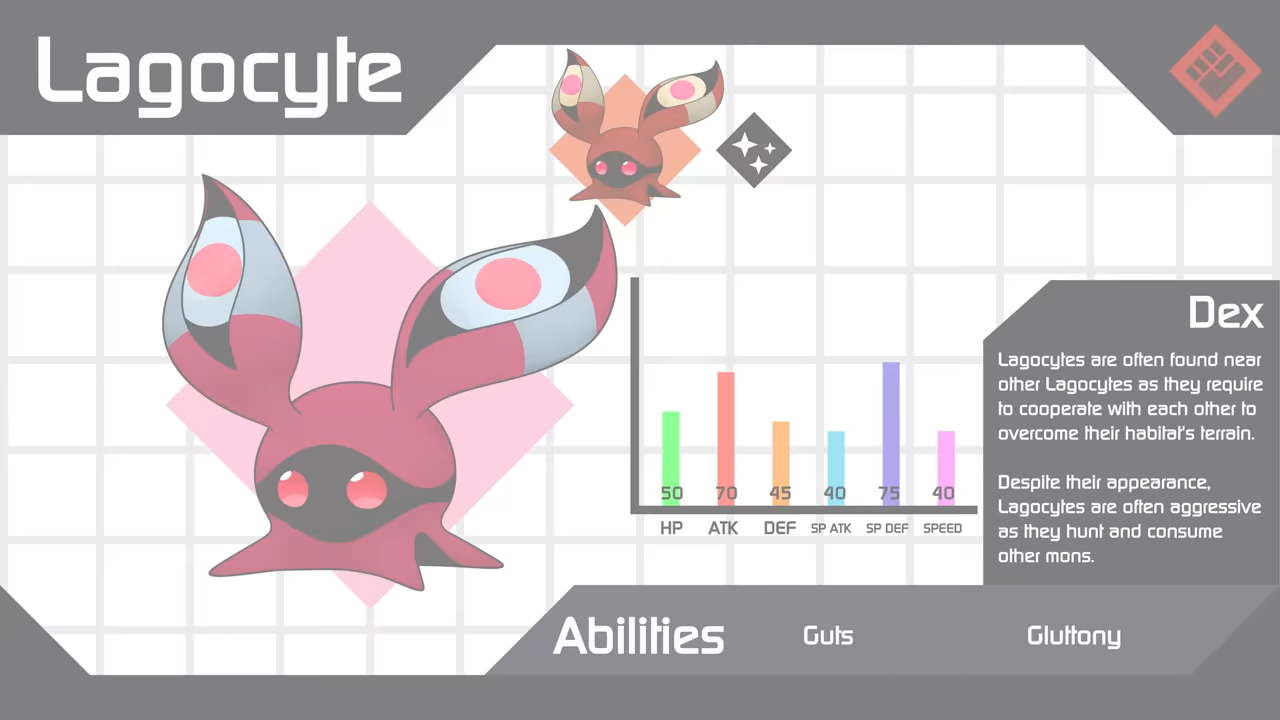 Lagocyte
50 70 45 40 75 40
HP ATK DEF SP ATK SP DEF SPEED
Dex
Lagocytes are often found near
other Lagocytes as they require
to cooperate with each other to
overcome their habitat's terrain.
Despite their appearance,
Lagocytes are often aggressive
as they hunt and consume
other mons.
Abilities Guts Gluttony